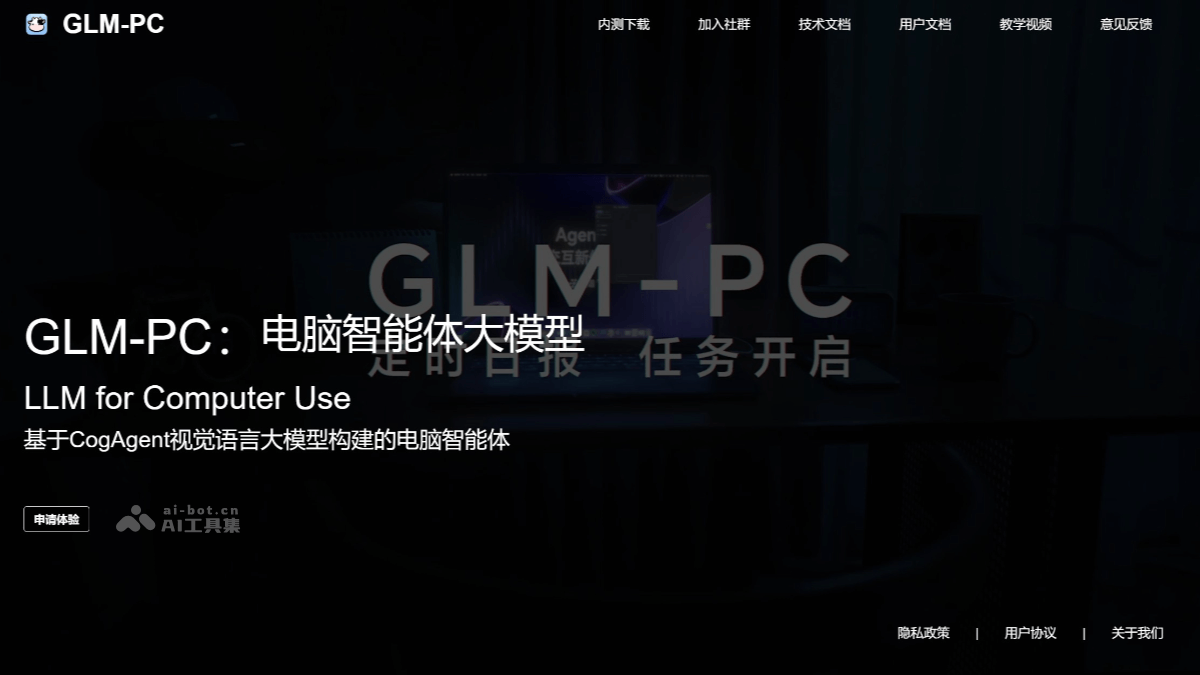 GLM-PC
内测下载
加入社群
技术文档
用户文档
教学视频
意见反馈
Agen
GLM-PC
定时日报 任务开启
GLM-PC：电脑智能体大模型
LLM for Computer Use
基于CogAgent视觉语言大模型构建的电脑智能体
申请体验
ai-bot.cn
AI工具集
隐私政策 | 用户协议 | 关于我们